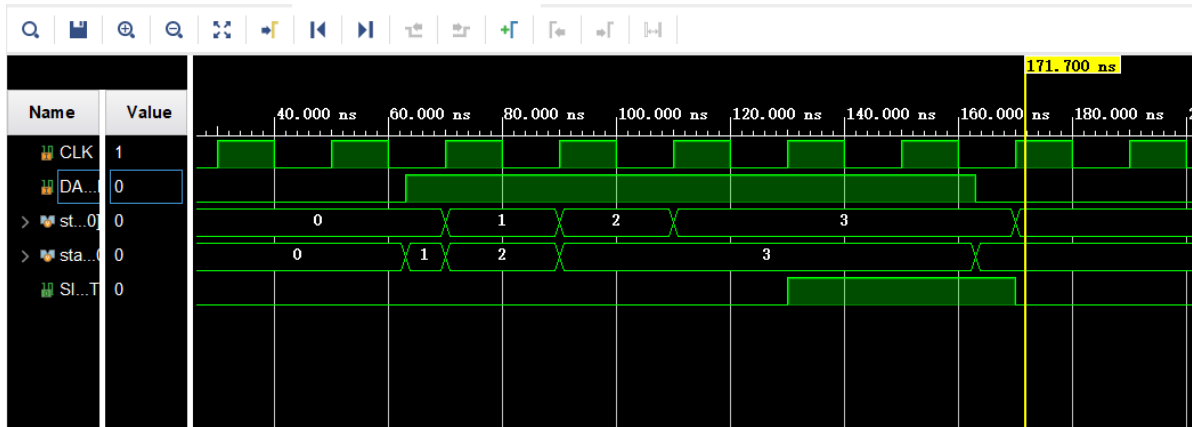 171.700 ns
Name Value
40.000 ns 60.000 ns 80.000 ns 100.000 ns 120.000 ns 140.000 ns 160.000 ns 180.000 ns
CLK 1
DA... 0
st...0] 0 0 1 2 3
sta... 0 0 1 2 3
SI...T 0